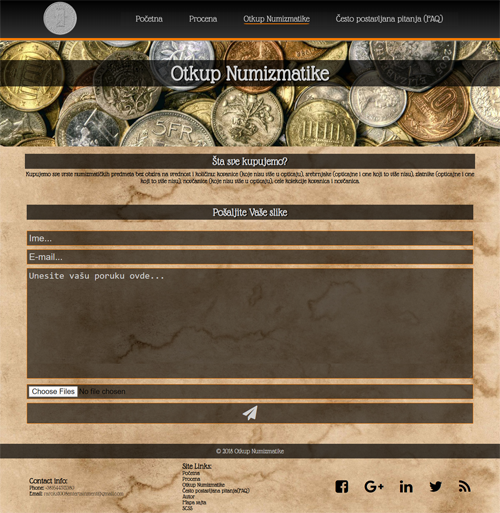 Početna Procena Otkup Numizmatike Često postavljana pitanja (FAQ)
Otkup Numizmatike
Šta sve kupujemo?
Kupujemo sve vrste numizmatičkih predmeta bez obzira na vrednost i količinu: kovanice (koje nisu više u opticaju), srebrnjake (opticajne i one koji to više nisu), zlatnike (opticajne i one
koji to više nisu), novčanice (koje nisu više u opticaju), cele kolekcije kovanica i novčanica.
Pošaljite Vaše slike
Ime...
E-mail...
Unesite vašu poruku ovde...
Choose Files No file chosen
© 2018 Otkup Numizmatike
Contact info:
Phone:
Email:
Site Links:
Početna
Procena
Otkup Numizmatike
Često postavljana pitanja(FAQ)
Autor
Mapa sajta
SCSS